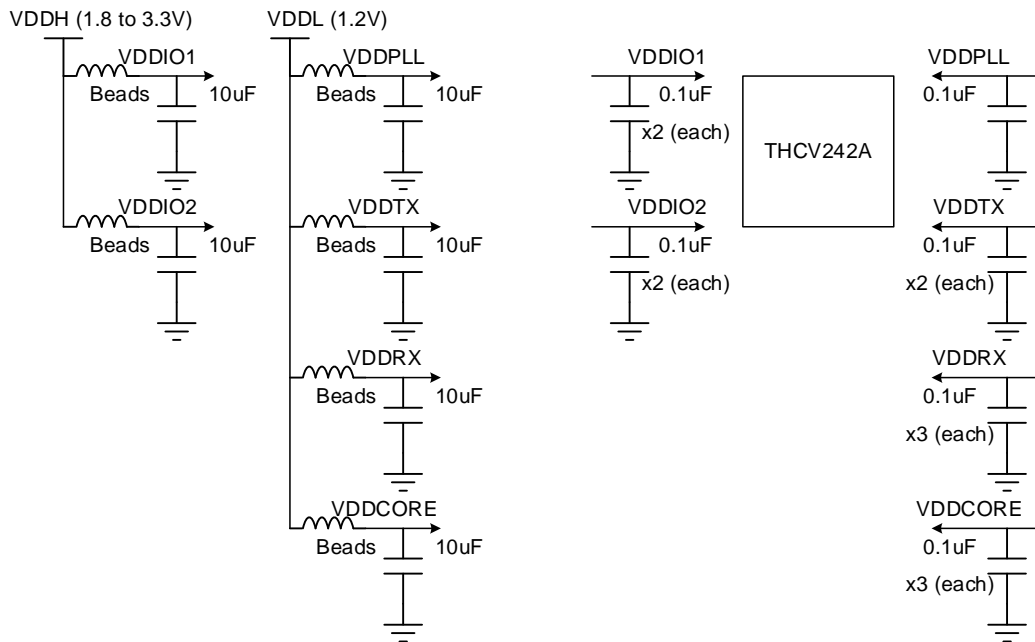 VDDH (1.8 to 3.3V)
VDDL (1.2V)
VDDIO1
Beads
10uF
VDDPLL
Beads
10uF
VDDIO1
0.1uF
x2 (each)
THCV242A
VDDPLL
0.1uF
VDDIO2
Beads
10uF
VDDTX
Beads
10uF
VDDIO2
0.1uF
x2 (each)
VDDTX
0.1uF
x2 (each)
VDDRX
Beads
10uF
VDDRX
0.1uF
x3 (each)
VDDCORE
Beads
10uF
VDDCORE
0.1uF
x3 (each)